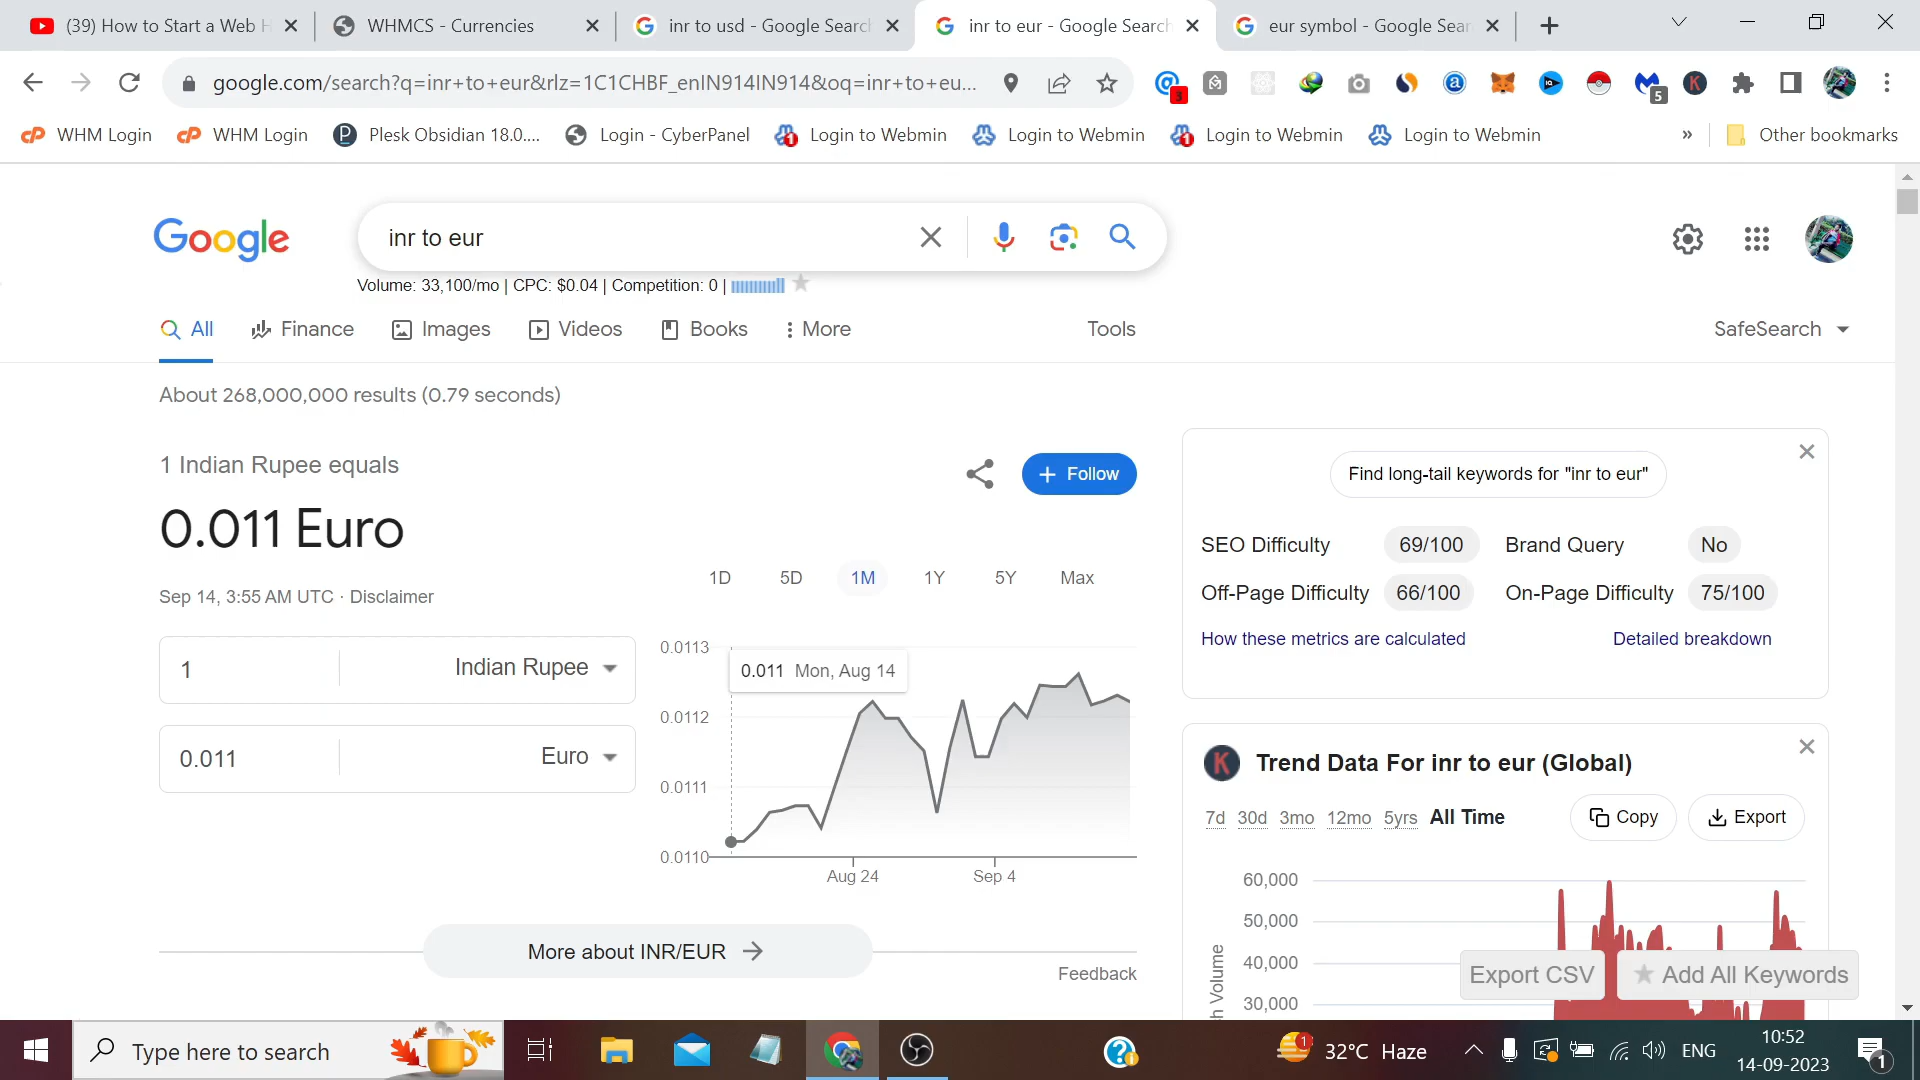 (39) How to Start a Web H
WHMCS - Currencies
inr to usd - Google Search
inr to eur - Google Search
eur symbol - Google Sear
google.com/search?q=inr+to+eur&rlz=1C1CHBF_enIN914IN914&oq=inr+to+eu...
3
5
WHM Login
WHM Login
Plesk Obsidian 18.0....
Login - CyberPanel
Login to Webmin
Login to Webmin
Login to Webmin
Login to Webmin
»
Other bookmarks
Google
inr to eur
Volume: 33,100/mo | CPC: $0.04 | Competition: 0 |
All
Finance
Images
Videos
Books
More
Tools
SafeSearch
About 268,000,000 results (0.79 seconds)
1 Indian Rupee equals
0.011 Euro
Sep 14, 3:55 AM UTC · Disclaimer
Follow
1 Indian Rupee
0.011 Euro
1D 5D 1M 1Y 5Y Max
0.0113
0.011 Mon, Aug 14
0.0112
0.0111
0.0110
Aug 24
Sep 4
More about INR/EUR
Feedback
Find long-tail keywords for "inr to eur"
SEO Difficulty 69/100 Brand Query No
Off-Page Difficulty 66/100 On-Page Difficulty 75/100
How these metrics are calculated
Detailed breakdown
K
Trend Data For inr to eur (Global)
7d 30d 3mo 12mo 5yrs All Time
Copy
Export
60,000
50,000
40,000
30,000
h Volume
Export CSV
Add All Keywords
Type here to search
1
32°C Haze
ENG
10:52
14-09-2023
1